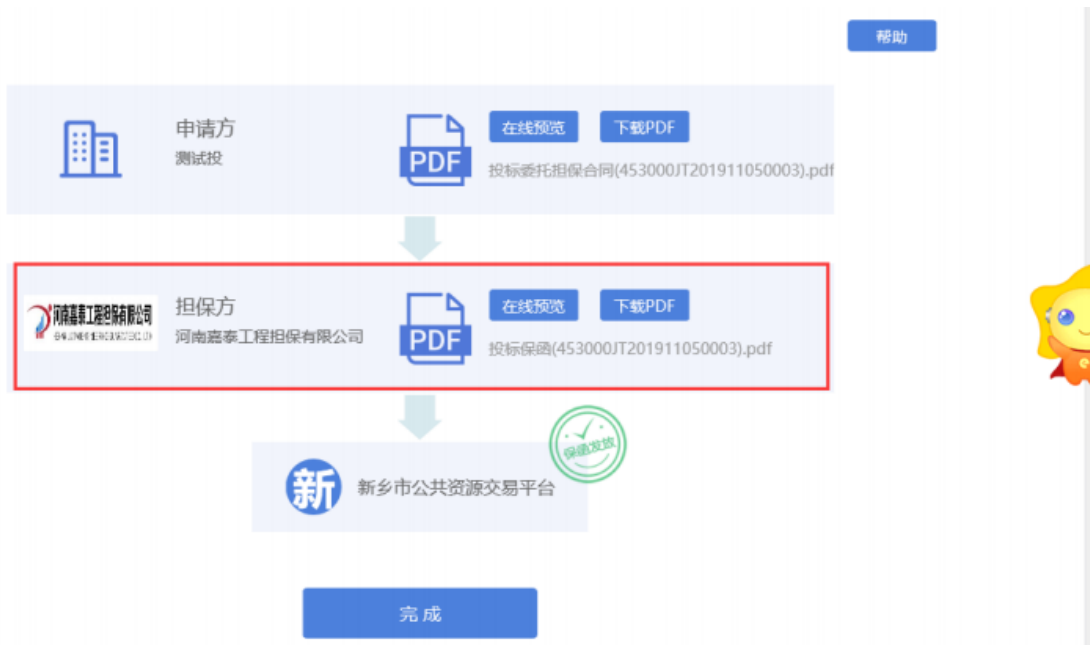 帮助
申请方
测试投
PDF
在线预览
下载PDF
投标委托担保合同(453000JT201911050003).pdf
河南嘉泰工程担保有限公司
担保方
河南嘉泰工程担保有限公司
PDF
在线预览
下载PDF
投标保函(453000JT201911050003).pdf
保函发放
新
新乡市公共资源交易平台
完成